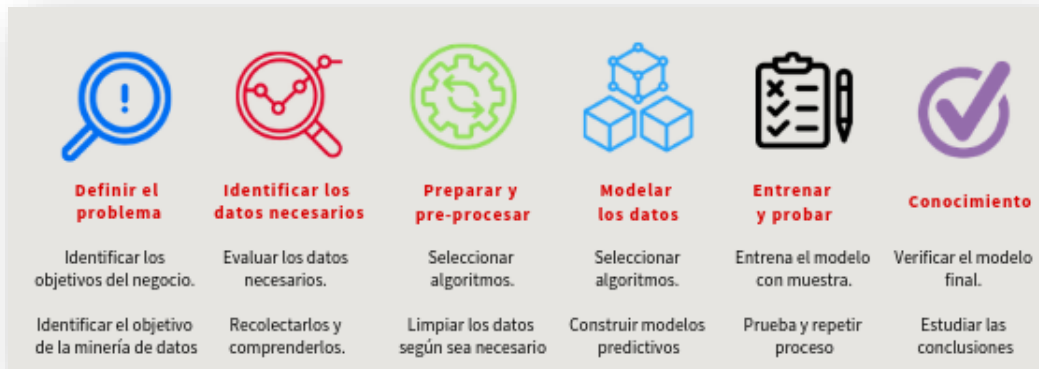 Definir el
problema
Identificar los
objetivos del negocio.
Identificar el objetivo
de la minería de datos
Identificar los
datos necesarios
Evaluar los datos
necesarios.
Recolectarlos y
comprenderlos.
Preparar y
pre-procesar
Seleccionar
algoritmos.
Limpiar los datos
según sea necesario
Modelar
los datos
Seleccionar
algoritmos.
Construir modelos
predictivos
Entrenar
y probar
Entrena el modelo
con muestra.
Prueba y repetir
proceso
Conocimiento
Verificar el modelo
final.
Estudiar las
conclusiones